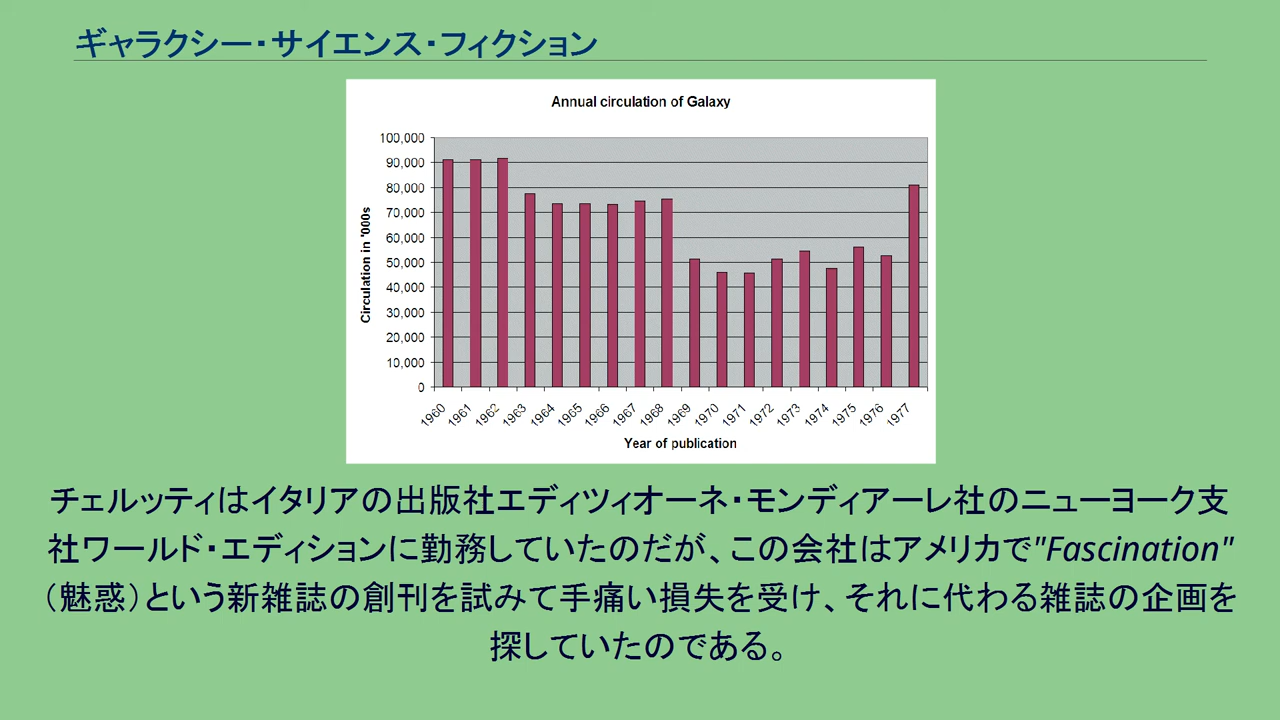 ギャラクシー・サイエンス・フィクション
Annual circulation of Galaxy
100,000
90,000
80,000
70,000
60,000
50,000
40,000
30,000
20,000
10,000
0
Circulation in '000s
1960 1961 1962 1963 1964 1965 1966 1967 1968 1969 1970 1971 1972 1973 1974 1975 1976 1977
Year of publication
チェルッティはイタリアの出版社エディツィオーネ・モンディアーレ社のニューヨーク支
社ワールド・エディションに勤務していたのだが、この会社はアメリカで"Fascination"
（魅惑）という新雑誌の創刊を試みて手痛い損失を受け、それに代わる雑誌の企画を
探していたのである。